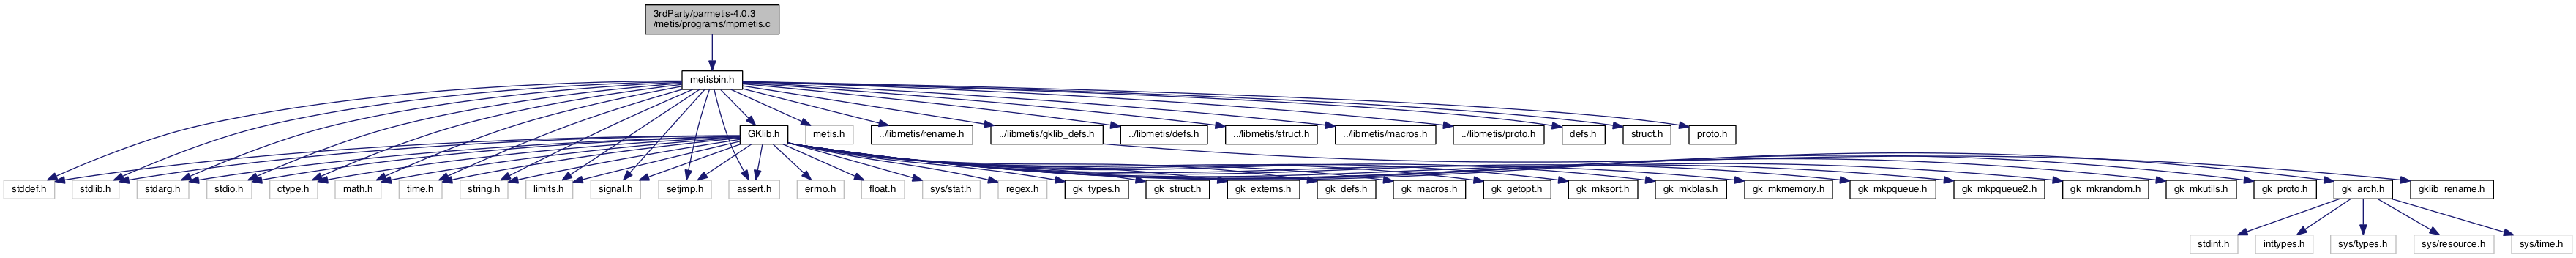 3rdParty/parmetis-4.0.3
/metis/programs/mpmetis.c
metisbin.h
GKlib.h
metis.h
../libmetis/rename.h
../libmetis/gklib_defs.h
../libmetis/defs.h
../libmetis/struct.h
../libmetis/macros.h
../libmetis/proto.h
defs.h
struct.h
proto.h
stddef.h
stdlib.h
stdarg.h
stdio.h
ctype.h
math.h
time.h
string.h
limits.h
signal.h
setjmp.h
assert.h
errno.h
float.h
sys/stat.h
regex.h
gk_types.h
gk_struct.h
gk_externs.h
gk_defs.h
gk_macros.h
gk_getopt.h
gk_mksort.h
gk_mkblas.h
gk_mkmemory.h
gk_mkpqueue.h
gk_mkpqueue2.h
gk_mkrandom.h
gk_mkutils.h
gk_proto.h
gk_arch.h
gklib_rename.h
stdint.h
inttypes.h
sys/types.h
sys/resource.h
sys/time.h